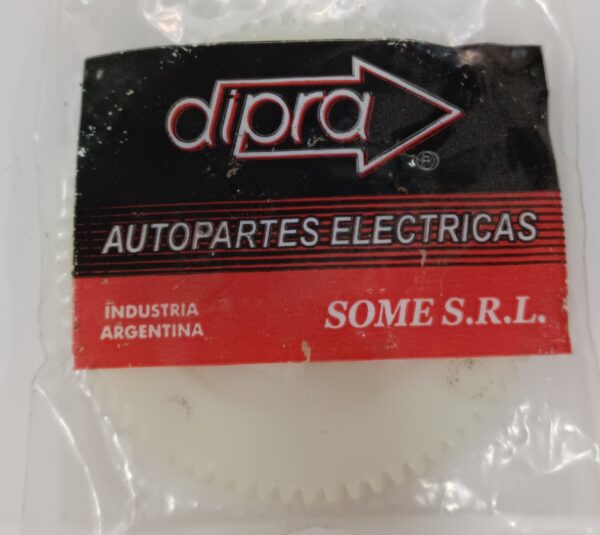 dipra
®
AUTOPARTES ELECTRICAS
INDUSTRIA
ARGENTINA
SOME S.R.L.